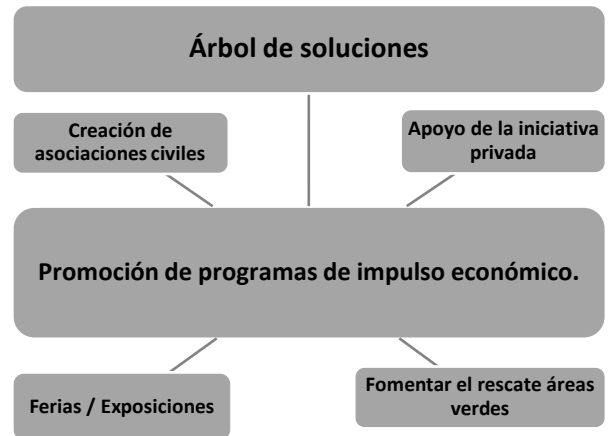 Árbol de soluciones
Creación de
asociaciones civiles
Apoyo de la iniciativa
privada
Promoción de programas de impulso económico.
Ferias / Exposiciones
Fomentar el rescate áreas
verdes